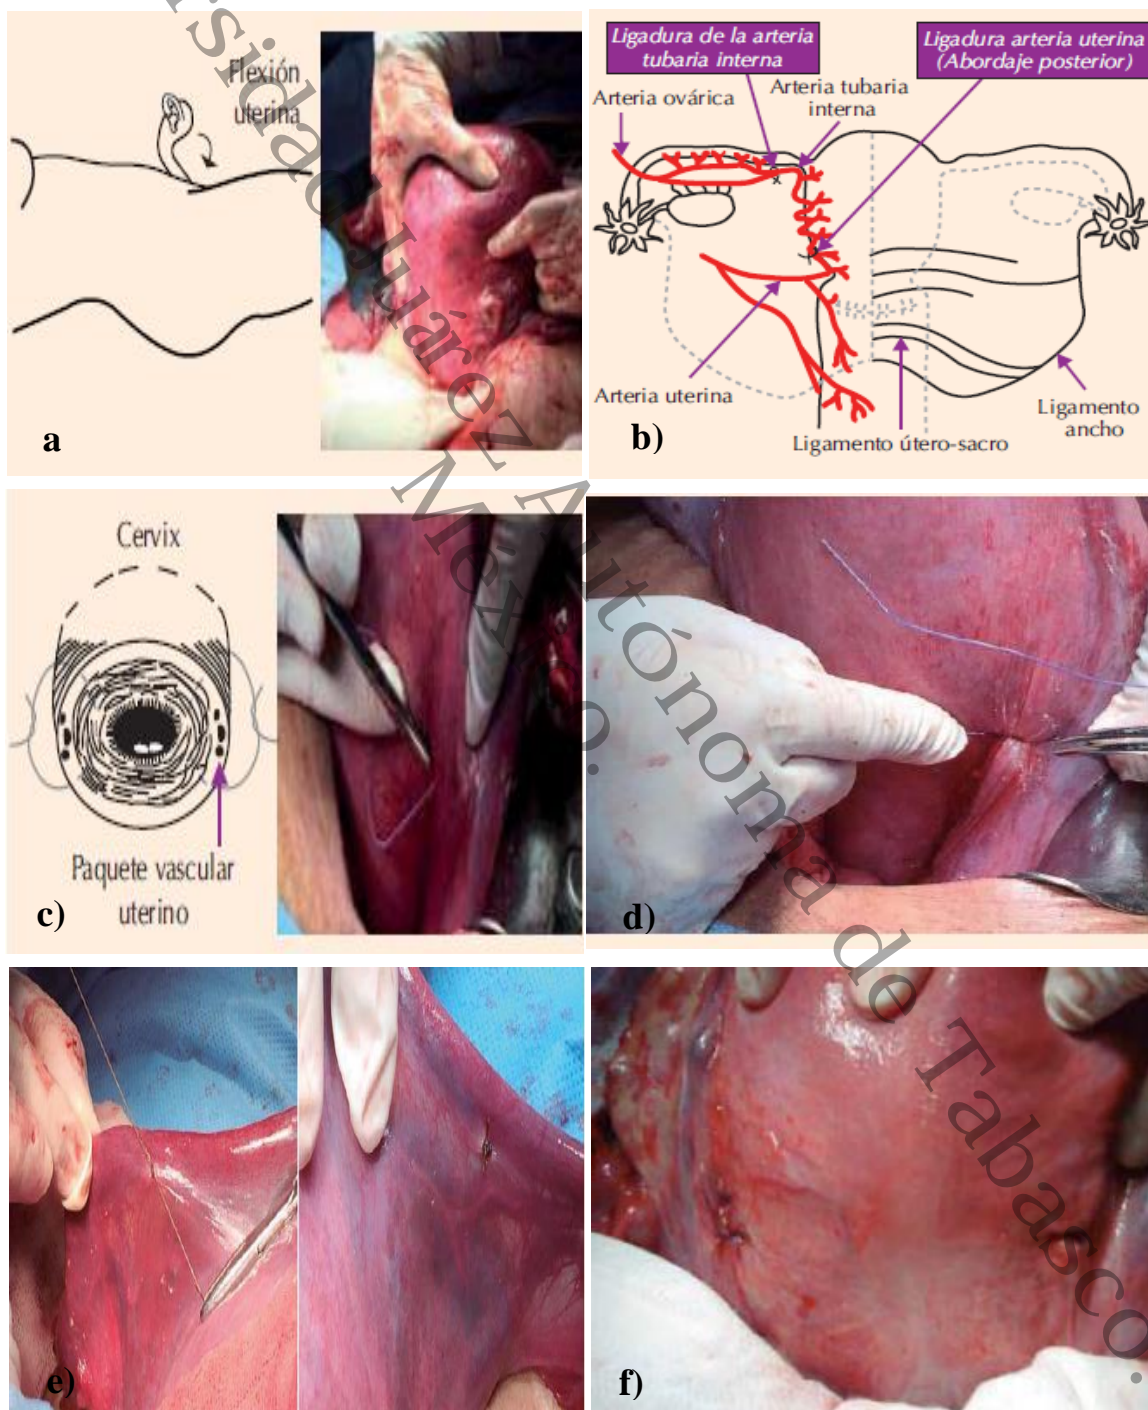 Flexión
uterina
a
Ligadura de la arteria
tubaria interna
Ligadura arteria uterina
(Abordaje posterior)
Arteria ovárica
Arteria tubaria
interna
Arteria uterina
Ligamento útero-sacro
Ligamento
ancho
b)
Cervix
Paquete vascular
uterino
c)
d)
e)
f)
rsidad Juárez Autónoma de Tabasco.
México.